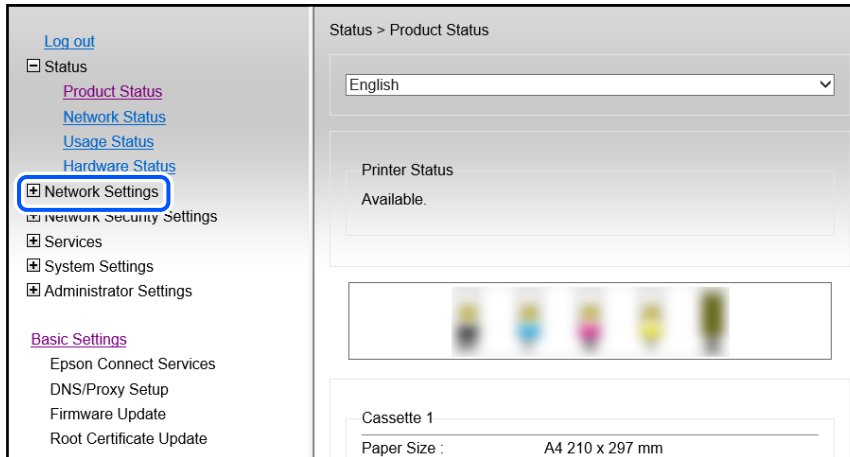 Log out
Status
Product Status
Network Status
Usage Status
Hardware Status
Network Settings
Network Security Settings
Services
System Settings
Administrator Settings
Basic Settings
Epson Connect Services
DNS/Proxy Setup
Firmware Update
Root Certificate Update
Status > Product Status
English
Printer Status
Available.
Cassette 1
Paper Size : A4 210 x 297 mm